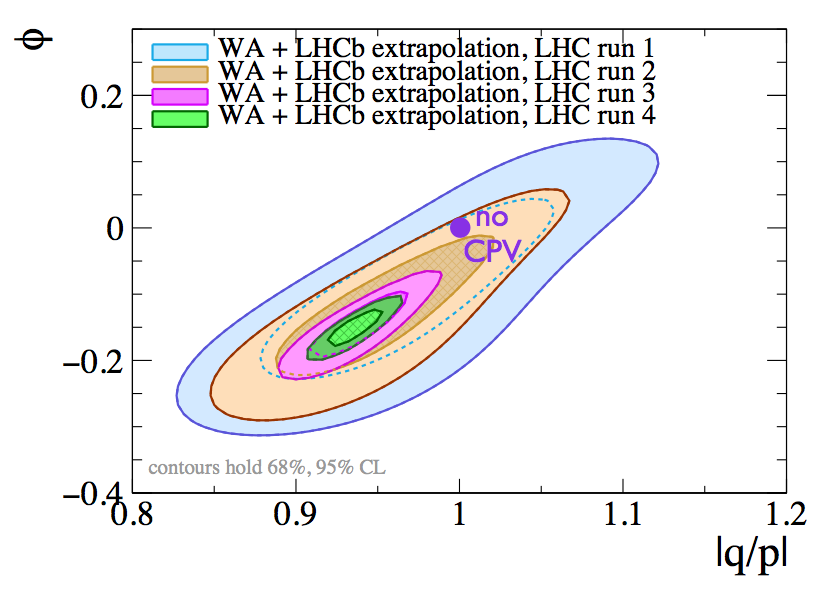 ϕ
WA + LHCb extrapolation, LHC run 1
WA + LHCb extrapolation, LHC run 2
WA + LHCb extrapolation, LHC run 3
WA + LHCb extrapolation, LHC run 4
0.2
0
−0.2
−0.4
no
CPV
contours hold 68%, 95% CL
0.8 0.9 1 1.1 1.2
|q/p|